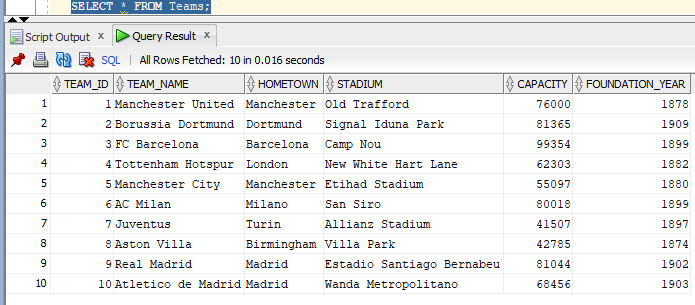 SELECT * FROM Teams;
Script Output x Query Result x
SQL All Rows Fetched: 10 in 0.016 seconds
TEAM_ID TEAM_NAME HOMETOWN STADIUM CAPACITY FOUNDATION_YEAR
1 1 Manchester United Manchester Old Trafford 76000 1878
2 2 Borussia Dortmund Dortmund Signal Iduna Park 81365 1909
3 3 FC Barcelona Barcelona Camp Nou 99354 1899
4 4 Tottenham Hotspur London New White Hart Lane 62303 1882
5 5 Manchester City Manchester Etihad Stadium 55097 1880
6 6 AC Milan Milano San Siro 80018 1899
7 7 Juventus Turin Allianz Stadium 41507 1897
8 8 Aston Villa Birmingham Villa Park 42785 1874
9 9 Real Madrid Madrid Estadio Santiago Bernabeu 81044 1902
10 10 Atletico de Madrid Madrid Wanda Metropolitano 68456 1903